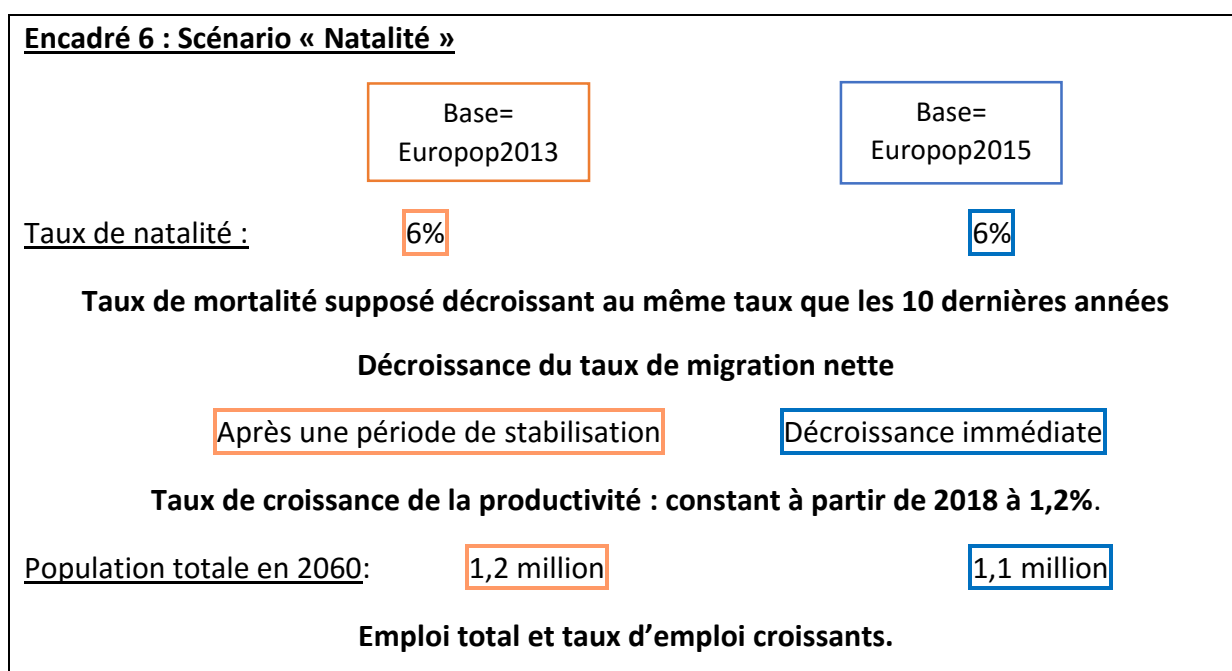 Encadré 6 : Scénario « Natalité »
Base=
Europop2013
Base=
Europop2015
Taux de natalité : 6% 6%
Taux de mortalité supposé décroissant au même taux que les 10 dernières années
Décroissance du taux de migration nette
Après une période de stabilisation Décroissance immédiate
Taux de croissance de la productivité : constant à partir de 2018 à 1,2%.
Population totale en 2060: 1,2 million 1,1 million
Emploi total et taux d’emploi croissants.